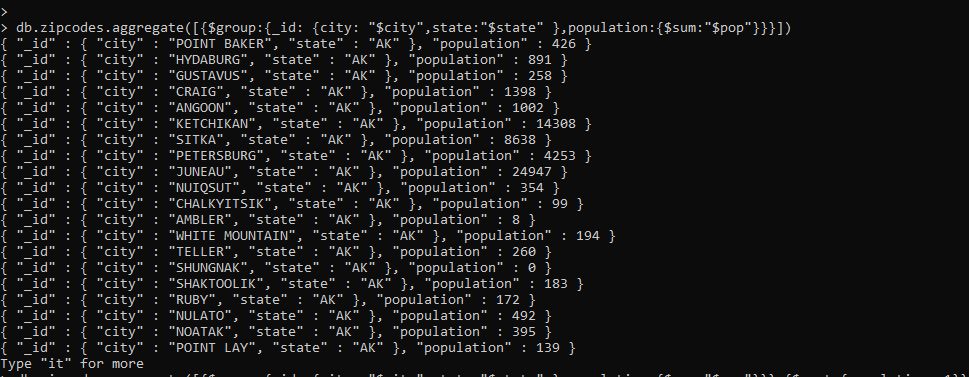 >
> db.zipcodes.aggregate([{$group:{_id: {city: "$city",state:"$state" },population:{$sum:"$pop"}}}])
{ "_id" : { "city" : "POINT BAKER", "state" : "AK" }, "population" : 426 }
{ "_id" : { "city" : "HYDABURG", "state" : "AK" }, "population" : 891 }
{ "_id" : { "city" : "GUSTAVUS", "state" : "AK" }, "population" : 258 }
{ "_id" : { "city" : "CRAIG", "state" : "AK" }, "population" : 1398 }
{ "_id" : { "city" : "ANGOON", "state" : "AK" }, "population" : 1002 }
{ "_id" : { "city" : "KETCHIKAN", "state" : "AK" }, "population" : 14308 }
{ "_id" : { "city" : "SITKA", "state" : "AK" }, "population" : 8638 }
{ "_id" : { "city" : "PETERSBURG", "state" : "AK" }, "population" : 4253 }
{ "_id" : { "city" : "JUNEAU", "state" : "AK" }, "population" : 24947 }
{ "_id" : { "city" : "NUIQSUT", "state" : "AK" }, "population" : 354 }
{ "_id" : { "city" : "CHALKYITSIK", "state" : "AK" }, "population" : 99 }
{ "_id" : { "city" : "AMBLER", "state" : "AK" }, "population" : 8 }
{ "_id" : { "city" : "WHITE MOUNTAIN", "state" : "AK" }, "population" : 194 }
{ "_id" : { "city" : "TELLER", "state" : "AK" }, "population" : 260 }
{ "_id" : { "city" : "SHUNGNAK", "state" : "AK" }, "population" : 0 }
{ "_id" : { "city" : "SHAKTOOLIK", "state" : "AK" }, "population" : 183 }
{ "_id" : { "city" : "RUBY", "state" : "AK" }, "population" : 172 }
{ "_id" : { "city" : "NULATO", "state" : "AK" }, "population" : 492 }
{ "_id" : { "city" : "NOATAK", "state" : "AK" }, "population" : 395 }
{ "_id" : { "city" : "POINT LAY", "state" : "AK" }, "population" : 139 }
Type "it" for more